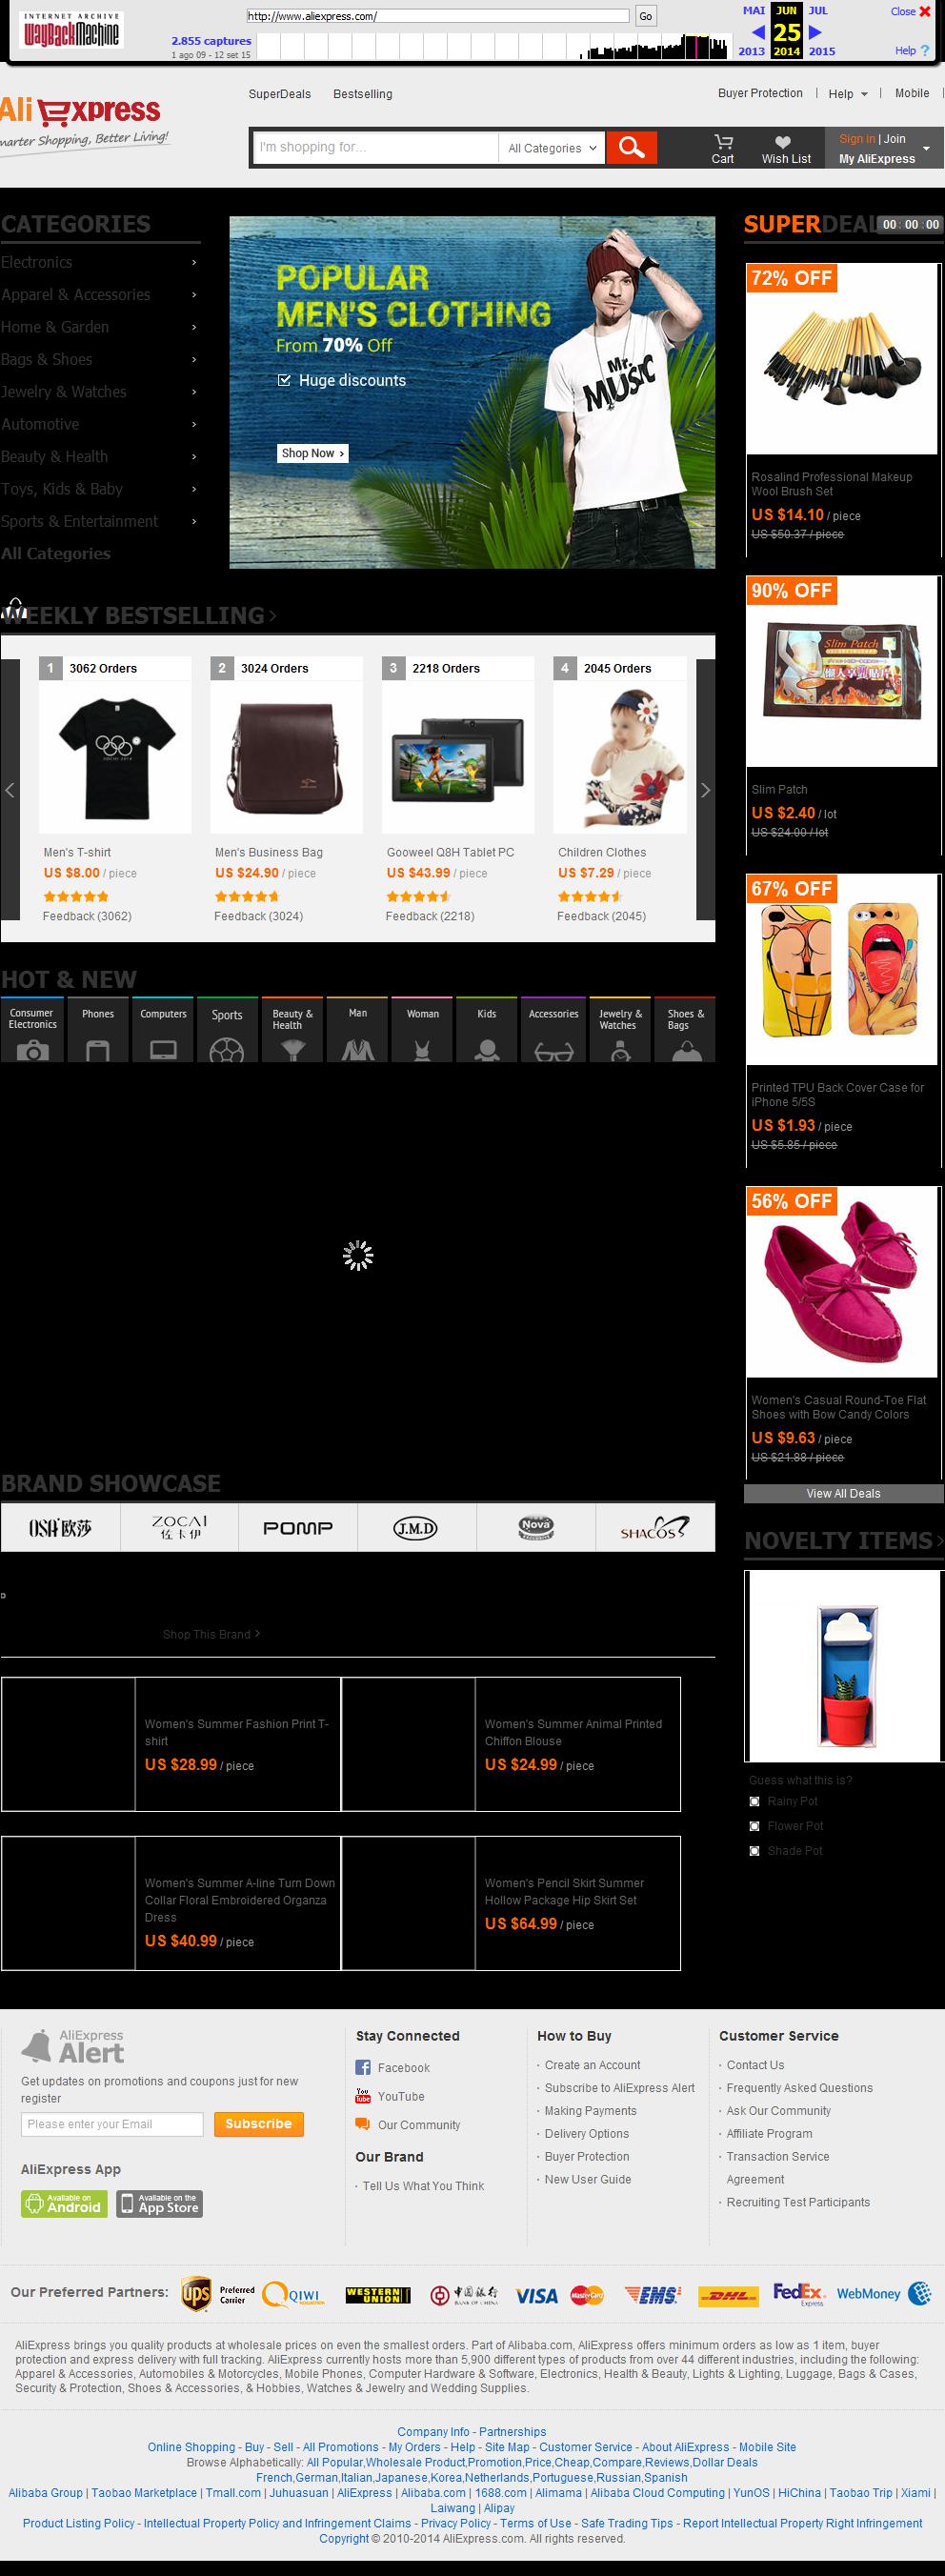 INTERNET ARCHIVE
WayBackMachine
http://www.aliexpress.com/
Go
2.855 captures
1 ago 09 - 12 set 15
MAI JUN JUL
25
2013 2014 2015
Close
Help ?
AliExpress
marter Shopping, Better Living!
SuperDeals Bestselling
Buyer Protection | Help | Mobile |
I'm shopping for...
All Categories
Cart
Wish List
Sign in | Join
My AliExpress
CATEGORIES
Electronics
Apparel & Accessories
Home & Garden
Bags & Shoes
Jewelry & Watches
Automotive
Beauty & Health
Toys, Kids & Baby
Sports & Entertainment
All Categories
POPULAR
MEN'S CLOTHING
From 70% Off
Huge discounts
Shop Now ›
Mr.
MUSIC
SUPERDEAL
00 : 00 : 00
72% OFF
Rosalind Professional Makeup
Wool Brush Set
US $14.10 / piece
US $50.37 / piece
90% OFF
Slim Patch
Slim Patch
US $2.40 / lot
US $24.00 / lot
67% OFF
Printed TPU Back Cover Case for
iPhone 5/5S
US $1.93 / piece
US $5.85 / piece
56% OFF
Women's Casual Round-Toe Flat
Shoes with Bow Candy Colors
US $9.63 / piece
US $21.88 / piece
View All Deals
WEEKLY BESTSELLING ›
1 3062 Orders
Men's T-shirt
US $8.00 / piece
Feedback (3062)
2 3024 Orders
Men's Business Bag
US $24.90 / piece
Feedback (3024)
3 2218 Orders
Gooweel Q8H Tablet PC
US $43.99 / piece
Feedback (2218)
4 2045 Orders
Children Clothes
US $7.29 / piece
Feedback (2045)
HOT & NEW
Consumer
Electronics
Phones
Computers
Sports
Beauty &
Health
Man
Woman
Kids
Accessories
Jewelry &
Watches
Shoes &
Bags
BRAND SHOWCASE
OSA欧莎
ZOCAI
佐卡伊
POMP
J.M.D
Nova
SHACOS
Shop This Brand ›
Women's Summer Fashion Print T-
shirt
US $28.99 / piece
Women's Summer Animal Printed
Chiffon Blouse
US $24.99 / piece
Women's Summer A-line Turn Down
Collar Floral Embroidered Organza
Dress
US $40.99 / piece
Women's Pencil Skirt Summer
Hollow Package Hip Skirt Set
US $64.99 / piece
NOVELTY ITEMS ›
Guess what this is?
Rainy Pot
Flower Pot
Shade Pot
AliExpress
Alert
Get updates on promotions and coupons just for new
register
Please enter your Email
Subscribe
AliExpress App
Available on
Android
Available on the
App Store
Stay Connected
Facebook
YouTube
Our Community
Our Brand
· Tell Us What You Think
How to Buy
· Create an Account
· Subscribe to AliExpress Alert
· Making Payments
· Delivery Options
· Buyer Protection
· New User Guide
Customer Service
· Contact Us
· Frequently Asked Questions
· Ask Our Community
· Affiliate Program
· Transaction Service
Agreement
· Recruiting Test Participants
Our Preferred Partners:
ups
Preferred
Carrier
QIWI
WESTERN
UNION
中国银行
BANK OF CHINA
VISA
MasterCard
EMS
DHL
FedEx
Express
WebMoney
AliExpress brings you quality products at wholesale prices on even the smallest orders. Part of Alibaba.com, AliExpress offers minimum orders as low as 1 item, buyer
protection and express delivery with full tracking. AliExpress currently hosts more than 5,900 different types of products from over 44 different industries, including the following:
Apparel & Accessories, Automobiles & Motorcycles, Mobile Phones, Computer Hardware & Software, Electronics, Health & Beauty, Lights & Lighting, Luggage, Bags & Cases,
Security & Protection, Shoes & Accessories, & Hobbies, Watches & Jewelry and Wedding Supplies.
Company Info - Partnerships
Online Shopping - Buy - Sell - All Promotions - My Orders - Help - Site Map - Customer Service - About AliExpress - Mobile Site
Browse Alphabetically: All Popular,Wholesale Product,Promotion,Price,Cheap,Compare,Reviews,Dollar Deals
French,German,Italian,Japanese,Korea,Netherlands,Portuguese,Russian,Spanish
Alibaba Group | Taobao Marketplace | Tmall.com | Juhuasuan | AliExpress | Alibaba.com | 1688.com | Alimama | Alibaba Cloud Computing | YunOS | HiChina | Taobao Trip | Xiami |
Laiwang | Alipay
Product Listing Policy - Intellectual Property Policy and Infringement Claims - Privacy Policy - Terms of Use - Safe Trading Tips - Report Intellectual Property Right Infringement
Copyright © 2010-2014 AliExpress.com. All rights reserved.